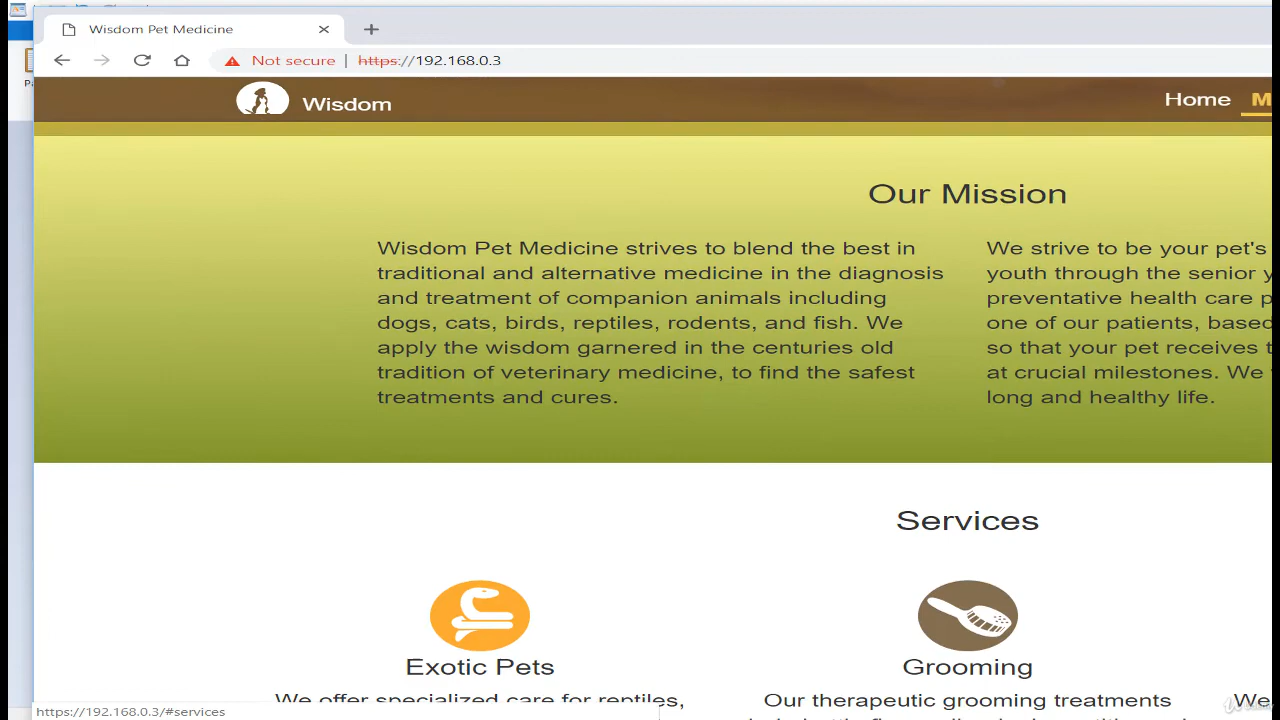 Wisdom Pet Medicine
Not secure | https://192.168.0.3
Wisdom
Home
Our Mission
Wisdom Pet Medicine strives to blend the best in
traditional and alternative medicine in the diagnosis
and treatment of companion animals including
dogs, cats, birds, reptiles, rodents, and fish. We
apply the wisdom garnered in the centuries old
tradition of veterinary medicine, to find the safest
treatments and cures.
We strive to be your pet's
youth through the senior y
preventative health care p
one of our patients, based
so that your pet receives t
at crucial milestones. We
long and healthy life.
Services
Exotic Pets
We offer specialized care for reptiles,
Grooming
Our therapeutic grooming treatments
We
https://192.168.0.3/#services